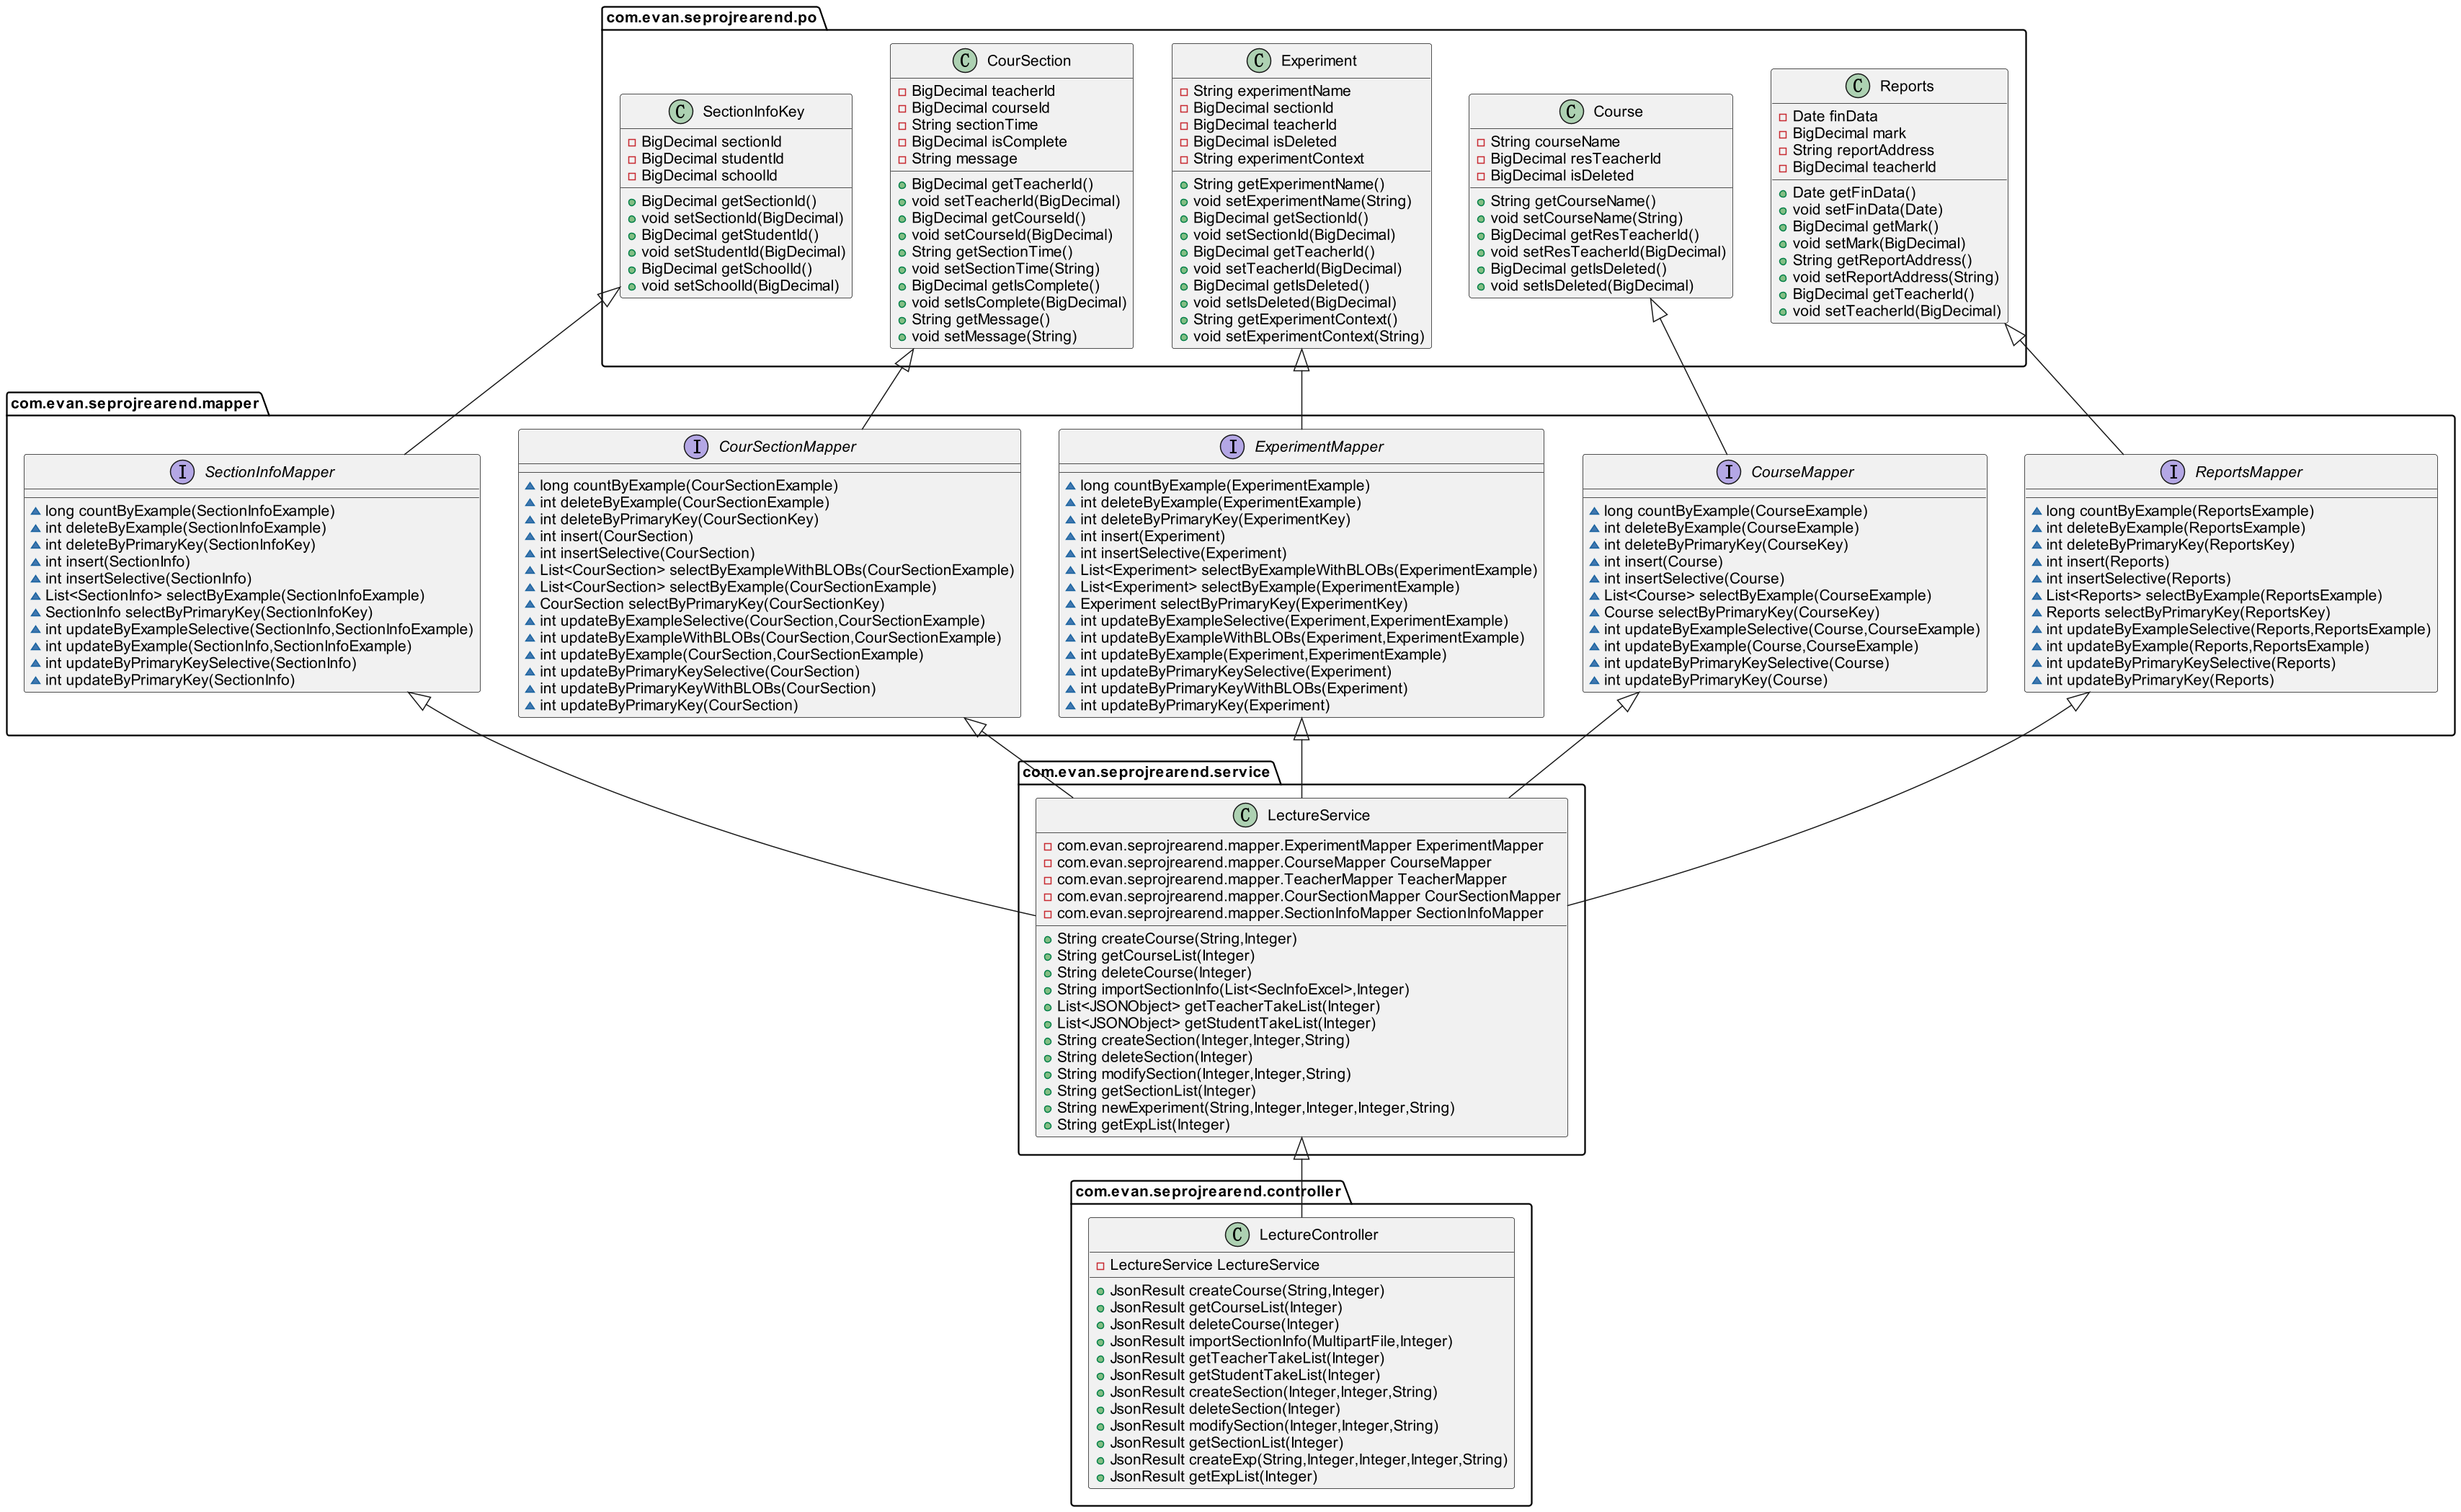 com.evan.seprojrearend.po
SectionInfoKey
BigDecimal sectionId
BigDecimal studentId
BigDecimal schoolId
BigDecimal getSectionId()
void setSectionId(BigDecimal)
BigDecimal getStudentId()
void setStudentId(BigDecimal)
BigDecimal getSchoolId()
void setSchoolId(BigDecimal)
CourSection
BigDecimal teacherId
BigDecimal courseId
String sectionTime
BigDecimal isComplete
String message
BigDecimal getTeacherId()
void setTeacherId(BigDecimal)
BigDecimal getCourseId()
void setCourseId(BigDecimal)
String getSectionTime()
void setSectionTime(String)
BigDecimal getIsComplete()
void setIsComplete(BigDecimal)
String getMessage()
void setMessage(String)
Experiment
String experimentName
BigDecimal sectionId
BigDecimal teacherId
BigDecimal isDeleted
String experimentContext
String getExperimentName()
void setExperimentName(String)
BigDecimal getSectionId()
void setSectionId(BigDecimal)
BigDecimal getTeacherId()
void setTeacherId(BigDecimal)
BigDecimal getIsDeleted()
void setIsDeleted(BigDecimal)
String getExperimentContext()
void setExperimentContext(String)
Course
String courseName
BigDecimal resTeacherId
BigDecimal isDeleted
String getCourseName()
void setCourseName(String)
BigDecimal getResTeacherId()
void setResTeacherId(BigDecimal)
BigDecimal getIsDeleted()
void setIsDeleted(BigDecimal)
Reports
Date finData
BigDecimal mark
String reportAddress
BigDecimal teacherId
Date getFinData()
void setFinData(Date)
BigDecimal getMark()
void setMark(BigDecimal)
String getReportAddress()
void setReportAddress(String)
BigDecimal getTeacherId()
void setTeacherId(BigDecimal)
com.evan.seprojrearend.mapper
SectionInfoMapper
long countByExample(SectionInfoExample)
int deleteByExample(SectionInfoExample)
int deleteByPrimaryKey(SectionInfoKey)
int insert(SectionInfo)
int insertSelective(SectionInfo)
List<SectionInfo> selectByExample(SectionInfoExample)
SectionInfo selectByPrimaryKey(SectionInfoKey)
int updateByExampleSelective(SectionInfo,SectionInfoExample)
int updateByExample(SectionInfo,SectionInfoExample)
int updateByPrimaryKeySelective(SectionInfo)
int updateByPrimaryKey(SectionInfo)
CourSectionMapper
long countByExample(CourSectionExample)
int deleteByExample(CourSectionExample)
int deleteByPrimaryKey(CourSectionKey)
int insert(CourSection)
int insertSelective(CourSection)
List<CourSection> selectByExampleWithBLOBs(CourSectionExample)
List<CourSection> selectByExample(CourSectionExample)
CourSection selectByPrimaryKey(CourSectionKey)
int updateByExampleSelective(CourSection,CourSectionExample)
int updateByExampleWithBLOBs(CourSection,CourSectionExample)
int updateByExample(CourSection,CourSectionExample)
int updateByPrimaryKeySelective(CourSection)
int updateByPrimaryKeyWithBLOBs(CourSection)
int updateByPrimaryKey(CourSection)
ExperimentMapper
long countByExample(ExperimentExample)
int deleteByExample(ExperimentExample)
int deleteByPrimaryKey(ExperimentKey)
int insert(Experiment)
int insertSelective(Experiment)
List<Experiment> selectByExampleWithBLOBs(ExperimentExample)
List<Experiment> selectByExample(ExperimentExample)
Experiment selectByPrimaryKey(ExperimentKey)
int updateByExampleSelective(Experiment,ExperimentExample)
int updateByExampleWithBLOBs(Experiment,ExperimentExample)
int updateByExample(Experiment,ExperimentExample)
int updateByPrimaryKeySelective(Experiment)
int updateByPrimaryKeyWithBLOBs(Experiment)
int updateByPrimaryKey(Experiment)
CourseMapper
long countByExample(CourseExample)
int deleteByExample(CourseExample)
int deleteByPrimaryKey(CourseKey)
int insert(Course)
int insertSelective(Course)
List<Course> selectByExample(CourseExample)
Course selectByPrimaryKey(CourseKey)
int updateByExampleSelective(Course,CourseExample)
int updateByExample(Course,CourseExample)
int updateByPrimaryKeySelective(Course)
int updateByPrimaryKey(Course)
ReportsMapper
long countByExample(ReportsExample)
int deleteByExample(ReportsExample)
int deleteByPrimaryKey(ReportsKey)
int insert(Reports)
int insertSelective(Reports)
List<Reports> selectByExample(ReportsExample)
Reports selectByPrimaryKey(ReportsKey)
int updateByExampleSelective(Reports,ReportsExample)
int updateByExample(Reports,ReportsExample)
int updateByPrimaryKeySelective(Reports)
int updateByPrimaryKey(Reports)
com.evan.seprojrearend.service
LectureService
com.evan.seprojrearend.mapper.ExperimentMapper ExperimentMapper
com.evan.seprojrearend.mapper.CourseMapper CourseMapper
com.evan.seprojrearend.mapper.TeacherMapper TeacherMapper
com.evan.seprojrearend.mapper.CourSectionMapper CourSectionMapper
com.evan.seprojrearend.mapper.SectionInfoMapper SectionInfoMapper
String createCourse(String,Integer)
String getCourseList(Integer)
String deleteCourse(Integer)
String importSectionInfo(List<SecInfoExcel>,Integer)
List<JSONObject> getTeacherTakeList(Integer)
List<JSONObject> getStudentTakeList(Integer)
String createSection(Integer,Integer,String)
String deleteSection(Integer)
String modifySection(Integer,Integer,String)
String getSectionList(Integer)
String newExperiment(String,Integer,Integer,Integer,String)
String getExpList(Integer)
com.evan.seprojrearend.controller
LectureController
LectureService LectureService
JsonResult createCourse(String,Integer)
JsonResult getCourseList(Integer)
JsonResult deleteCourse(Integer)
JsonResult importSectionInfo(MultipartFile,Integer)
JsonResult getTeacherTakeList(Integer)
JsonResult getStudentTakeList(Integer)
JsonResult createSection(Integer,Integer,String)
JsonResult deleteSection(Integer)
JsonResult modifySection(Integer,Integer,String)
JsonResult getSectionList(Integer)
JsonResult createExp(String,Integer,Integer,Integer,String)
JsonResult getExpList(Integer)